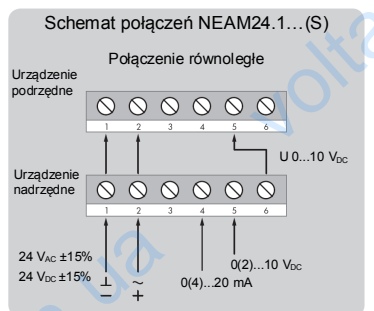 Schemat połączeń NEAM24.1...(S)
Połączenie równoległe
Urządzenie
podrzędne
1 2 3 4 5 6
U 0...10 VDC
Urządzenie
nadrzędne
1 2 3 4 5 6
0(2)...10 VDC
24 VAC ±15%
24 VDC ±15%
⊥ ~
− +
0(4)...20 mA
volta
ua